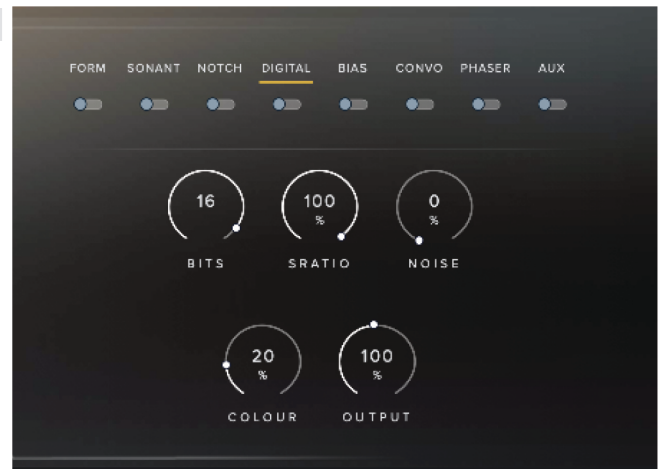 FORM SONANT NOTCH DIGITAL BIAS CONVO PHASER AUX
16 100 0
% %
BITS SRATIO NOISE
20 100
% %
COLOUR OUTPUT